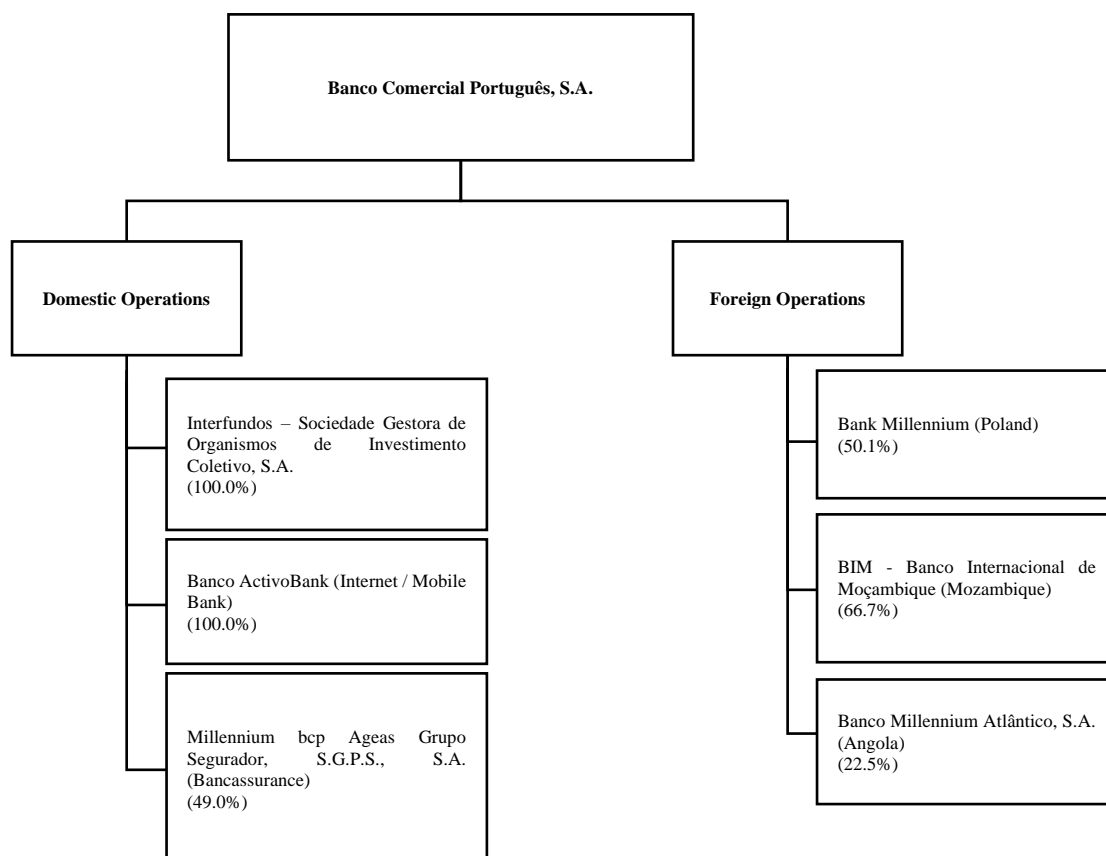 Banco Comercial Português, S.A.
Domestic Operations
Foreign Operations
Interfundos – Sociedade Gestora de
Organismos de Investimento
Coletivo, S.A.
(100.0%)
Banco ActivoBank (Internet / Mobile
Bank)
(100.0%)
Millennium bcp Ageas Grupo
Segurador, S.G.P.S., S.A.
(Bancassurance)
(49.0%)
Bank Millennium (Poland)
(50.1%)
BIM - Banco Internacional de
Moçambique (Mozambique)
(66.7%)
Banco Millennium Atlântico, S.A.
(Angola)
(22.5%)